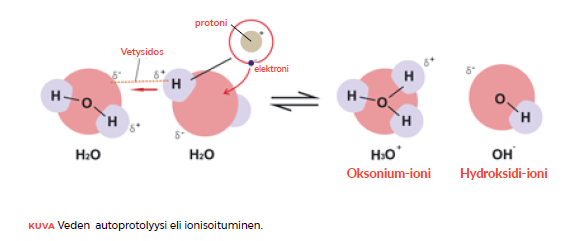 protoni
+
elektroni
Vetysidos
δ-
δ+
H
O
H
δ+
H₂O
H
δ-
H₂O
δ+
H
H
O
H
H₃O⁺
Oksonium-ioni
δ-
O
H
OH⁻
Hydroksidi-ioni
KUVA Veden autoprotolyysi eli ionisoituminen.